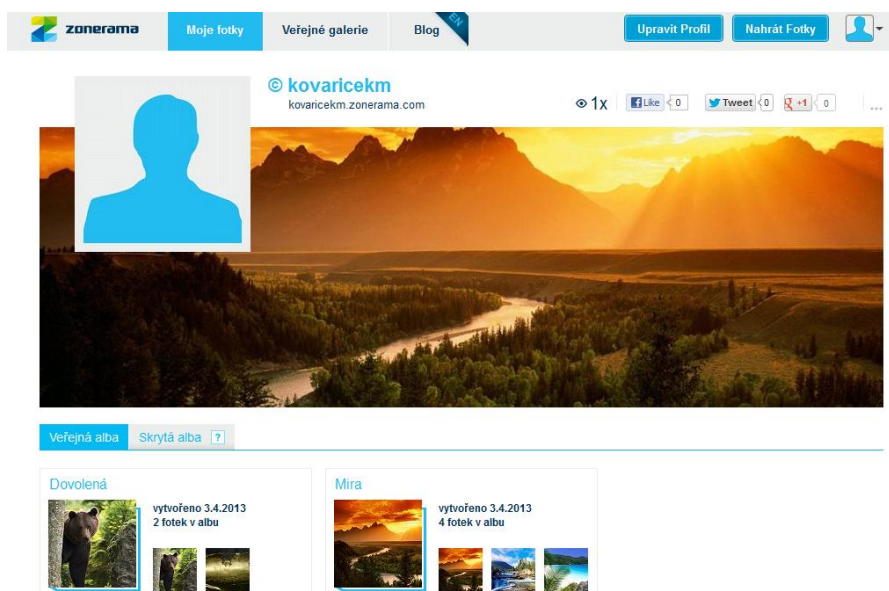 zonerama Moje fotky Veřejné galerie Blog EN Upravit Profil Nahrát Fotky
© kovaricekm
kovaricekm.zonerama.com
1x Like 0 Tweet 0 +1 0 ...
Veřejná alba Skrytá alba ?
Dovolená
vytvořeno 3.4.2013
2 fotek v albu
Mira
vytvořeno 3.4.2013
4 fotek v albu